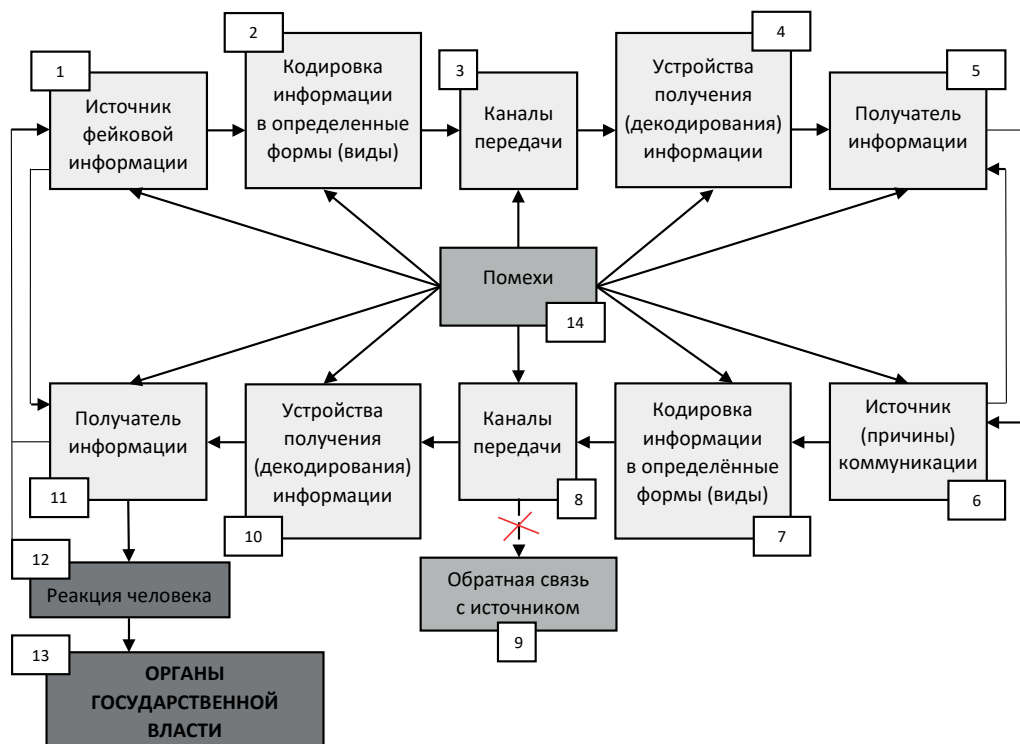 1
Источник
фейковой
информации
2
Кодировка
информации
в определенные
формы (виды)
3
Каналы
передачи
4
Устройства
получения
(декодирования)
информации
5
Получатель
информации
Помехи
14
Получатель
информации
11
Устройства
получения
(декодирования)
информации
10
Каналы
передачи
8
Кодировка
информации
в определённые
формы (виды)
7
Источник
(причины)
коммуникации
6
12
Реакция человека
Обратная связь
с источником
9
13
ОРГАНЫ
ГОСУДАРСТВЕННОЙ
ВЛАСТИ